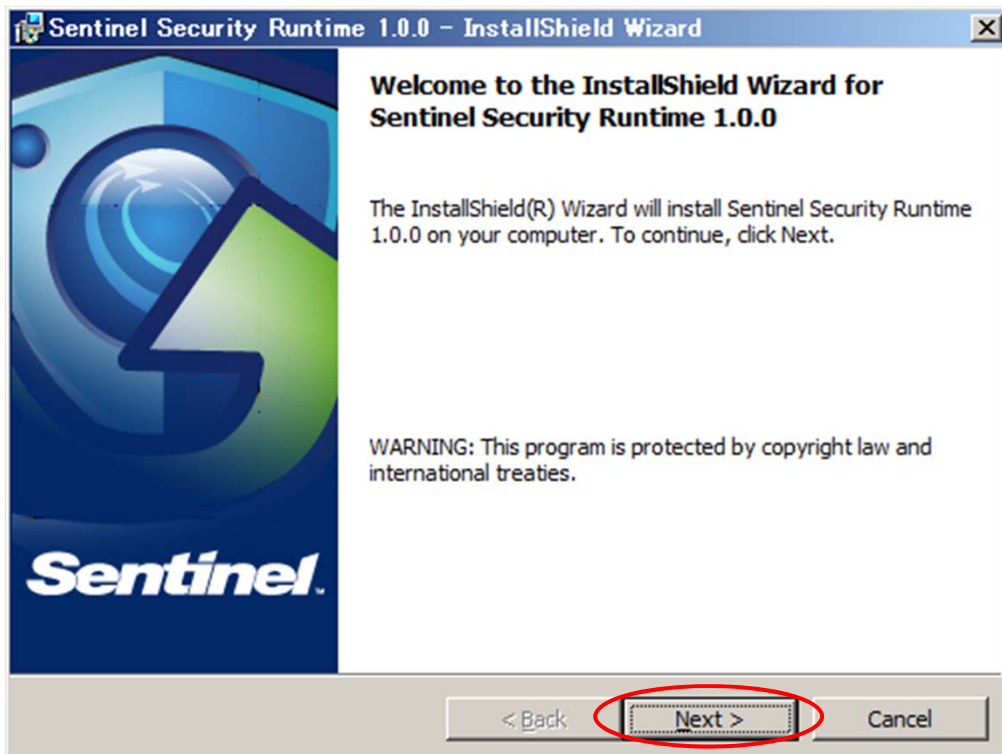 Sentinel Security Runtime 1.0.0 - InstallShield Wizard
Welcome to the InstallShield Wizard for
Sentinel Security Runtime 1.0.0
The InstallShield(R) Wizard will install Sentinel Security Runtime
1.0.0 on your computer. To continue, click Next.
WARNING: This program is protected by copyright law and
international treaties.
Sentinel.
< Back
Next >
Cancel